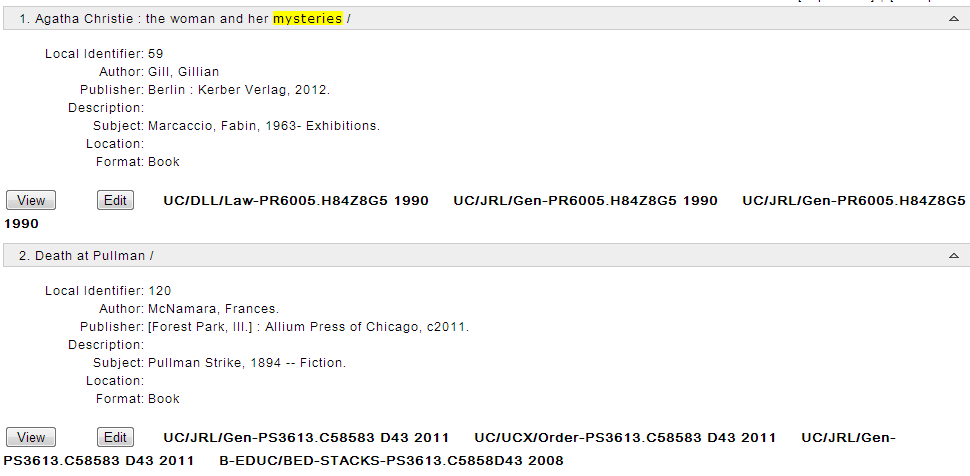 1. Agatha Christie : the woman and her mysteries /
Local Identifier: 59
Author: Gill, Gillian
Publisher: Berlin : Kerber Verlag, 2012.
Description:
Subject: Marcaccio, Fabin, 1963- Exhibitions.
Location:
Format: Book
View Edit UC/DLL/Law-PR6005.H84Z8G5 1990 UC/JRL/Gen-PR6005.H84Z8G5 1990 UC/JRL/Gen-PR6005.H84Z8G5
1990
2. Death at Pullman /
Local Identifier: 120
Author: McNamara, Frances.
Publisher: [Forest Park, Ill.] : Allium Press of Chicago, c2011.
Description:
Subject: Pullman Strike, 1894 -- Fiction.
Location:
Format: Book
View Edit UC/JRL/Gen-PS3613.C58583 D43 2011 UC/UCX/Order-PS3613.C58583 D43 2011 UC/JRL/Gen-
PS3613.C58583 D43 2011 B-EDUC/BED-STACKS-PS3613.C5858D43 2008